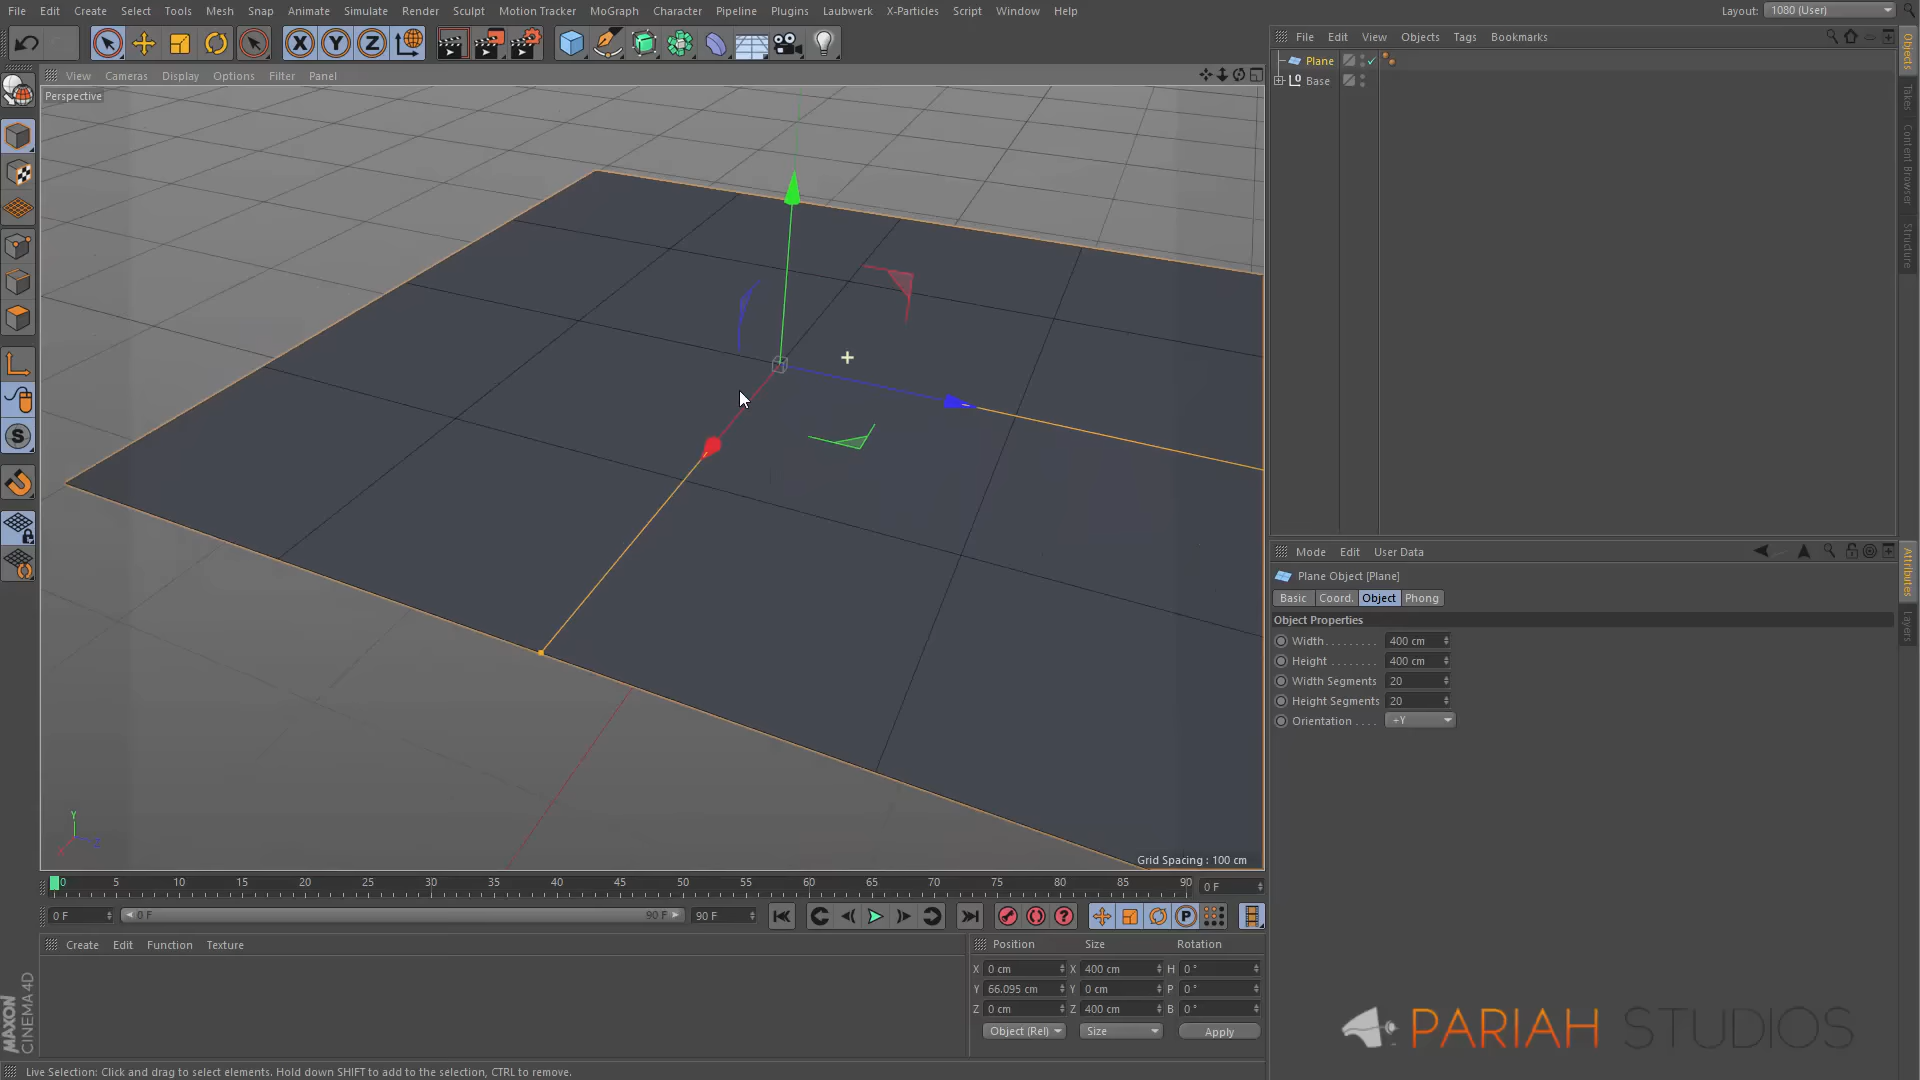 File Edit Create Select Tools Mesh Snap Animate Simulate Render Sculpt Motion Tracker MoGraph Character Pipeline Plugins Laubwerk X-Particles Script Window Help Layout: 1080 (User)
X Y Z
File Edit View Objects Tags Bookmarks
View Cameras Display Options Filter Panel
Perspective
Plane
Base
Objects
Takes
Content Browser
Structure
S
Grid Spacing : 100 cm
Y
X
Z
Mode Edit User Data
Plane Object [Plane]
Basic Coord. Object Phong
Object Properties
Width 400 cm
Height 400 cm
Width Segments 20
Height Segments 20
Orientation +Y
Attributes
Layers
0 5 10 15 20 25 30 35 40 45 50 55 60 65 70 75 80 85 90 0 F
0 F 0 F 90 F 90 F P
Create Edit Function Texture
Position Size Rotation
X 0 cm X 400 cm H 0 °
Y 66.095 cm Y 0 cm P 0 °
Z 0 cm Z 400 cm B 0 °
Object (Rel) Size Apply
MAXON
CINEMA 4D
PARIAH STUDIOS
Live Selection: Click and drag to select elements. Hold down SHIFT to add to the selection, CTRL to remove.